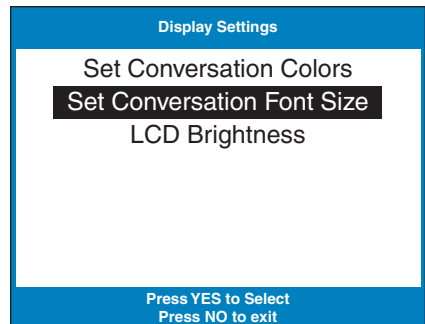 Display Settings
Set Conversation Colors
Set Conversation Font Size
LCD Brightness
Press YES to Select
Press NO to exit